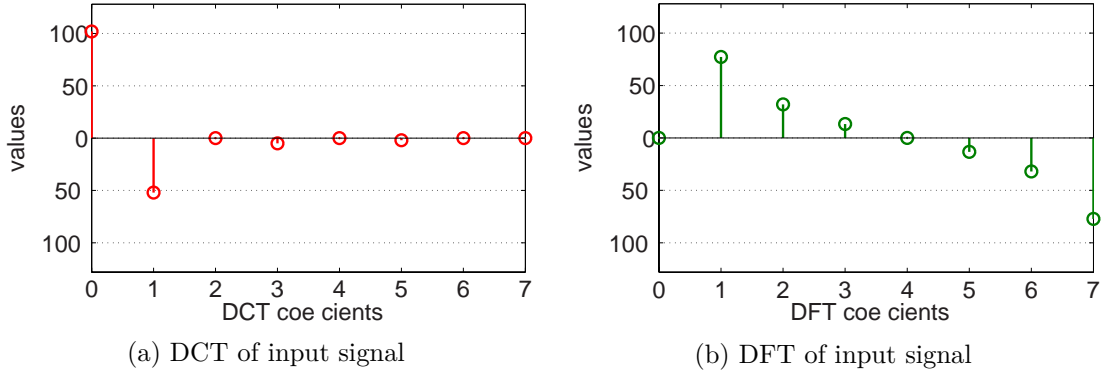 100
50
0
50
100
values
0 1 2 3 4 5 6 7
DCT coe cients
(a) DCT of input signal
100
50
0
50
100
values
0 1 2 3 4 5 6 7
DFT coe cients
(b) DFT of input signal